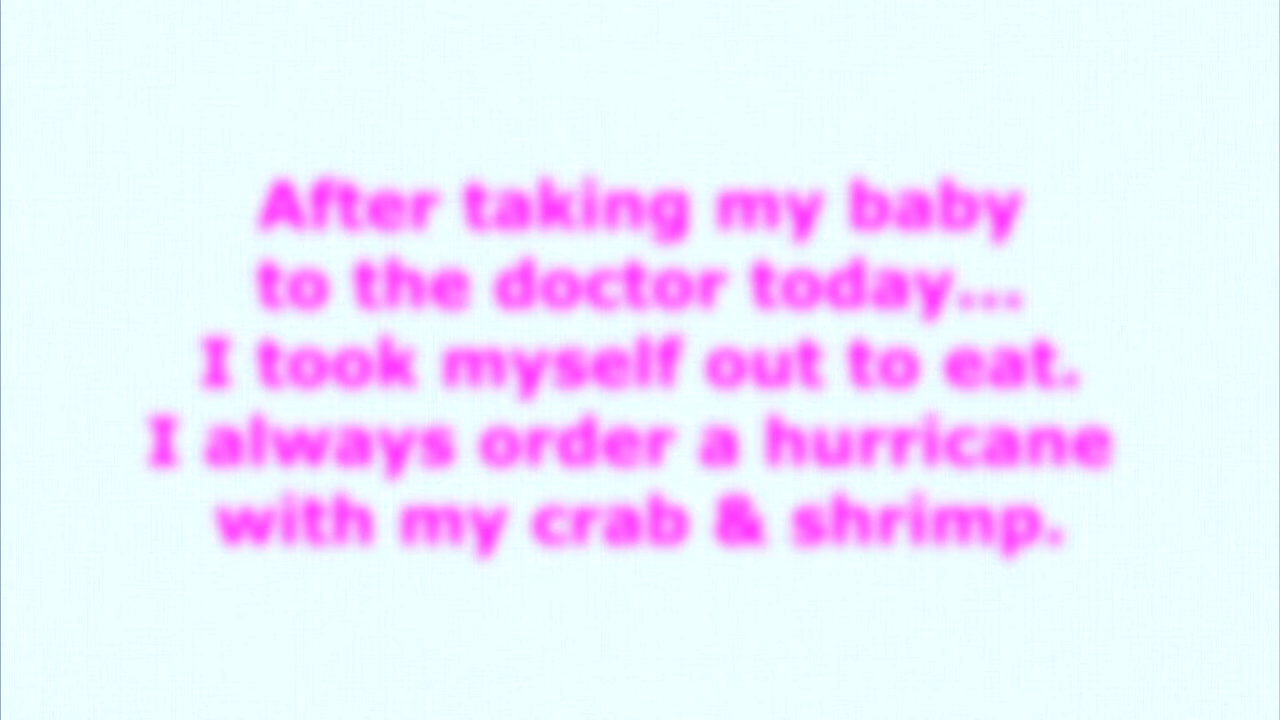 After taking my baby
to the doctor today...
I took myself out to eat.
I always order a hurricane
with my crab & shrimp.